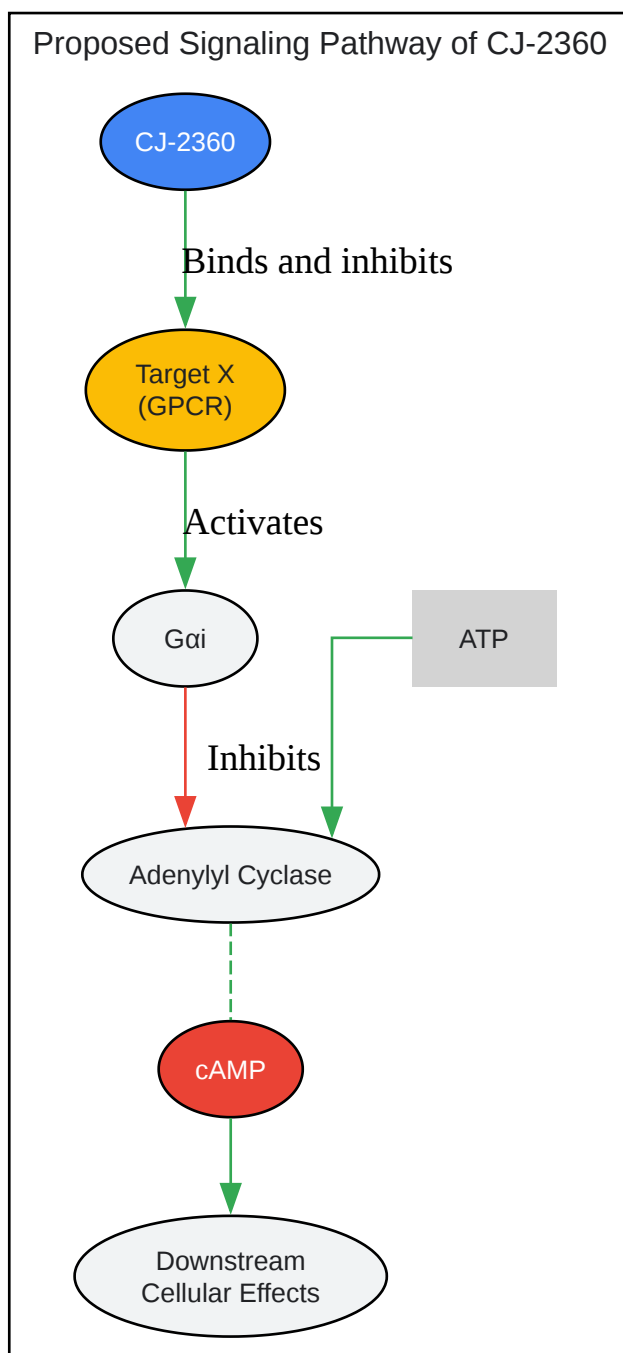 Proposed Signaling Pathway of CJ-2360
CJ-2360
Binds and inhibits
Target X
(GPCR)
Activates
Gαi
ATP
Inhibits
Adenylyl Cyclase
cAMP
Downstream
Cellular Effects